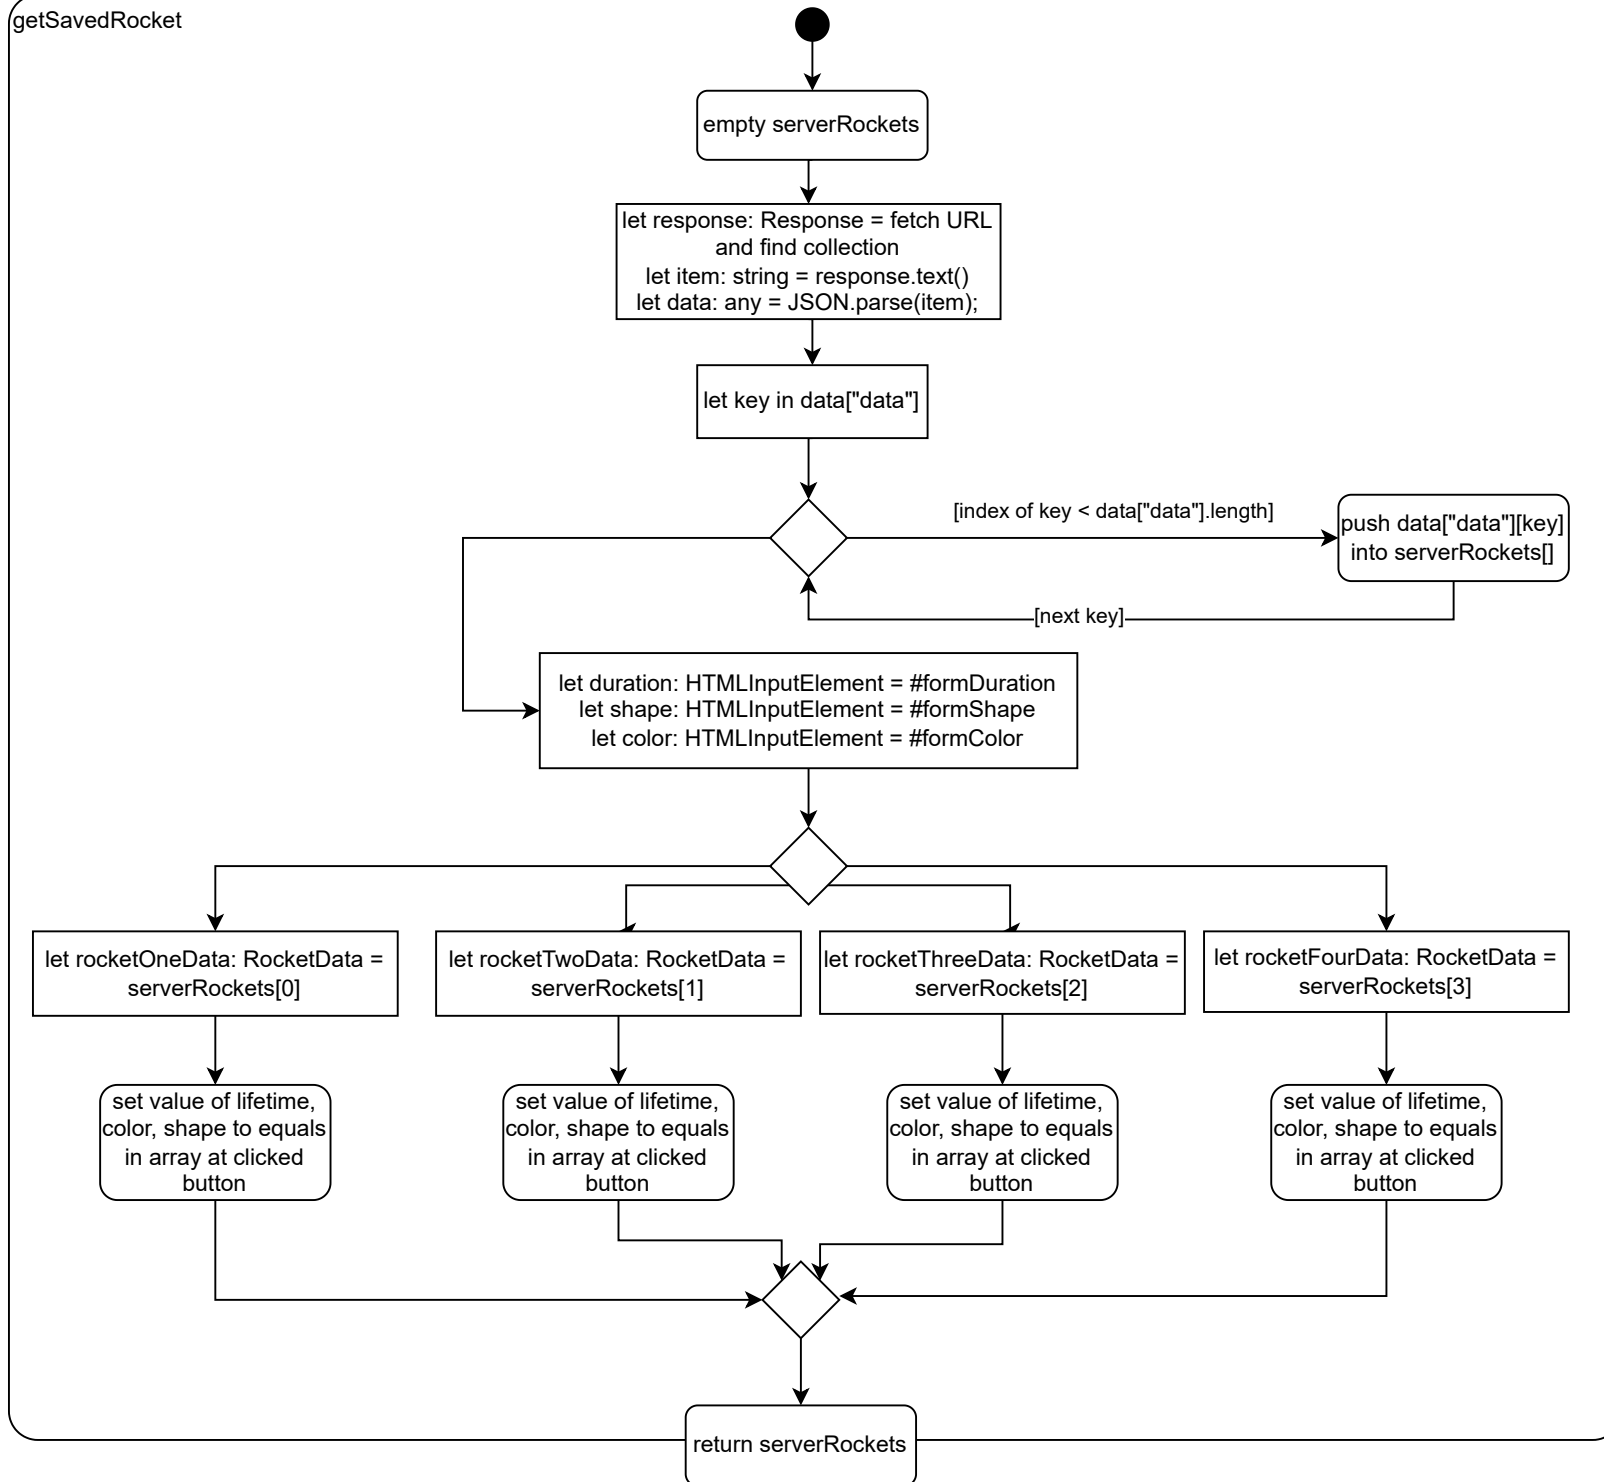 getSavedRocket
empty serverRockets
let response: Response = fetch URL
and find collection
let item: string = response.text()
let data: any = JSON.parse(item);
let key in data["data"]
[index of key < data["data"].length]
push data["data"][key]
into serverRockets[]
[next key]
let duration: HTMLInputElement = #formDuration
let shape: HTMLInputElement = #formShape
let color: HTMLInputElement = #formColor
let rocketOneData: RocketData =
serverRockets[0]
let rocketTwoData: RocketData =
serverRockets[1]
let rocketThreeData: RocketData =
serverRockets[2]
let rocketFourData: RocketData =
serverRockets[3]
set value of lifetime,
color, shape to equals
in array at clicked
button
set value of lifetime,
color, shape to equals
in array at clicked
button
set value of lifetime,
color, shape to equals
in array at clicked
button
set value of lifetime,
color, shape to equals
in array at clicked
button
return serverRockets